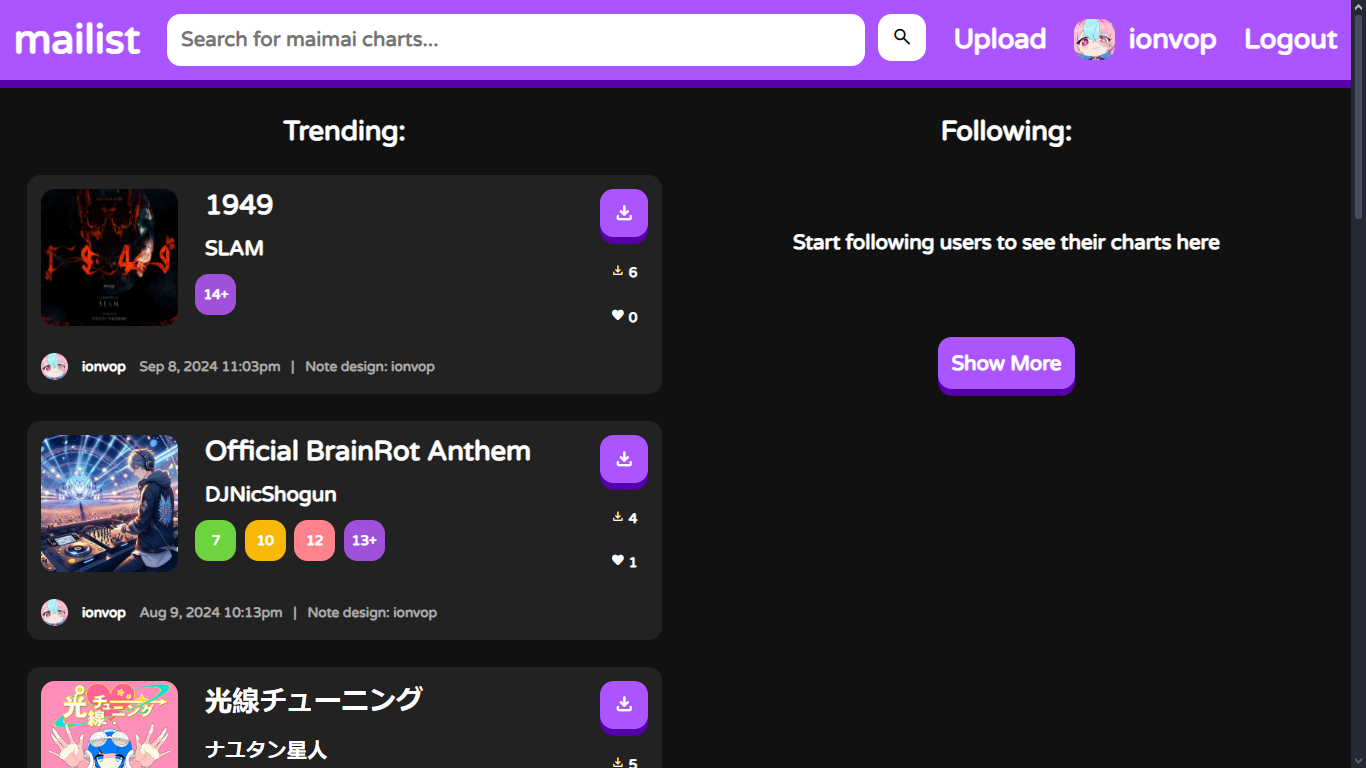 mailist
Search for maimai charts...
Upload
ionvop
Logout
Trending:
1949
SLAM
14+
6
0
ionvop Sep 8, 2024 11:03pm | Note design: ionvop
Official BrainRot Anthem
DJNicShogun
7 10 12 13+
4
1
ionvop Aug 9, 2024 10:13pm | Note design: ionvop
光線チューニング
ナユタン星人
5
Following:
Start following users to see their charts here
Show More